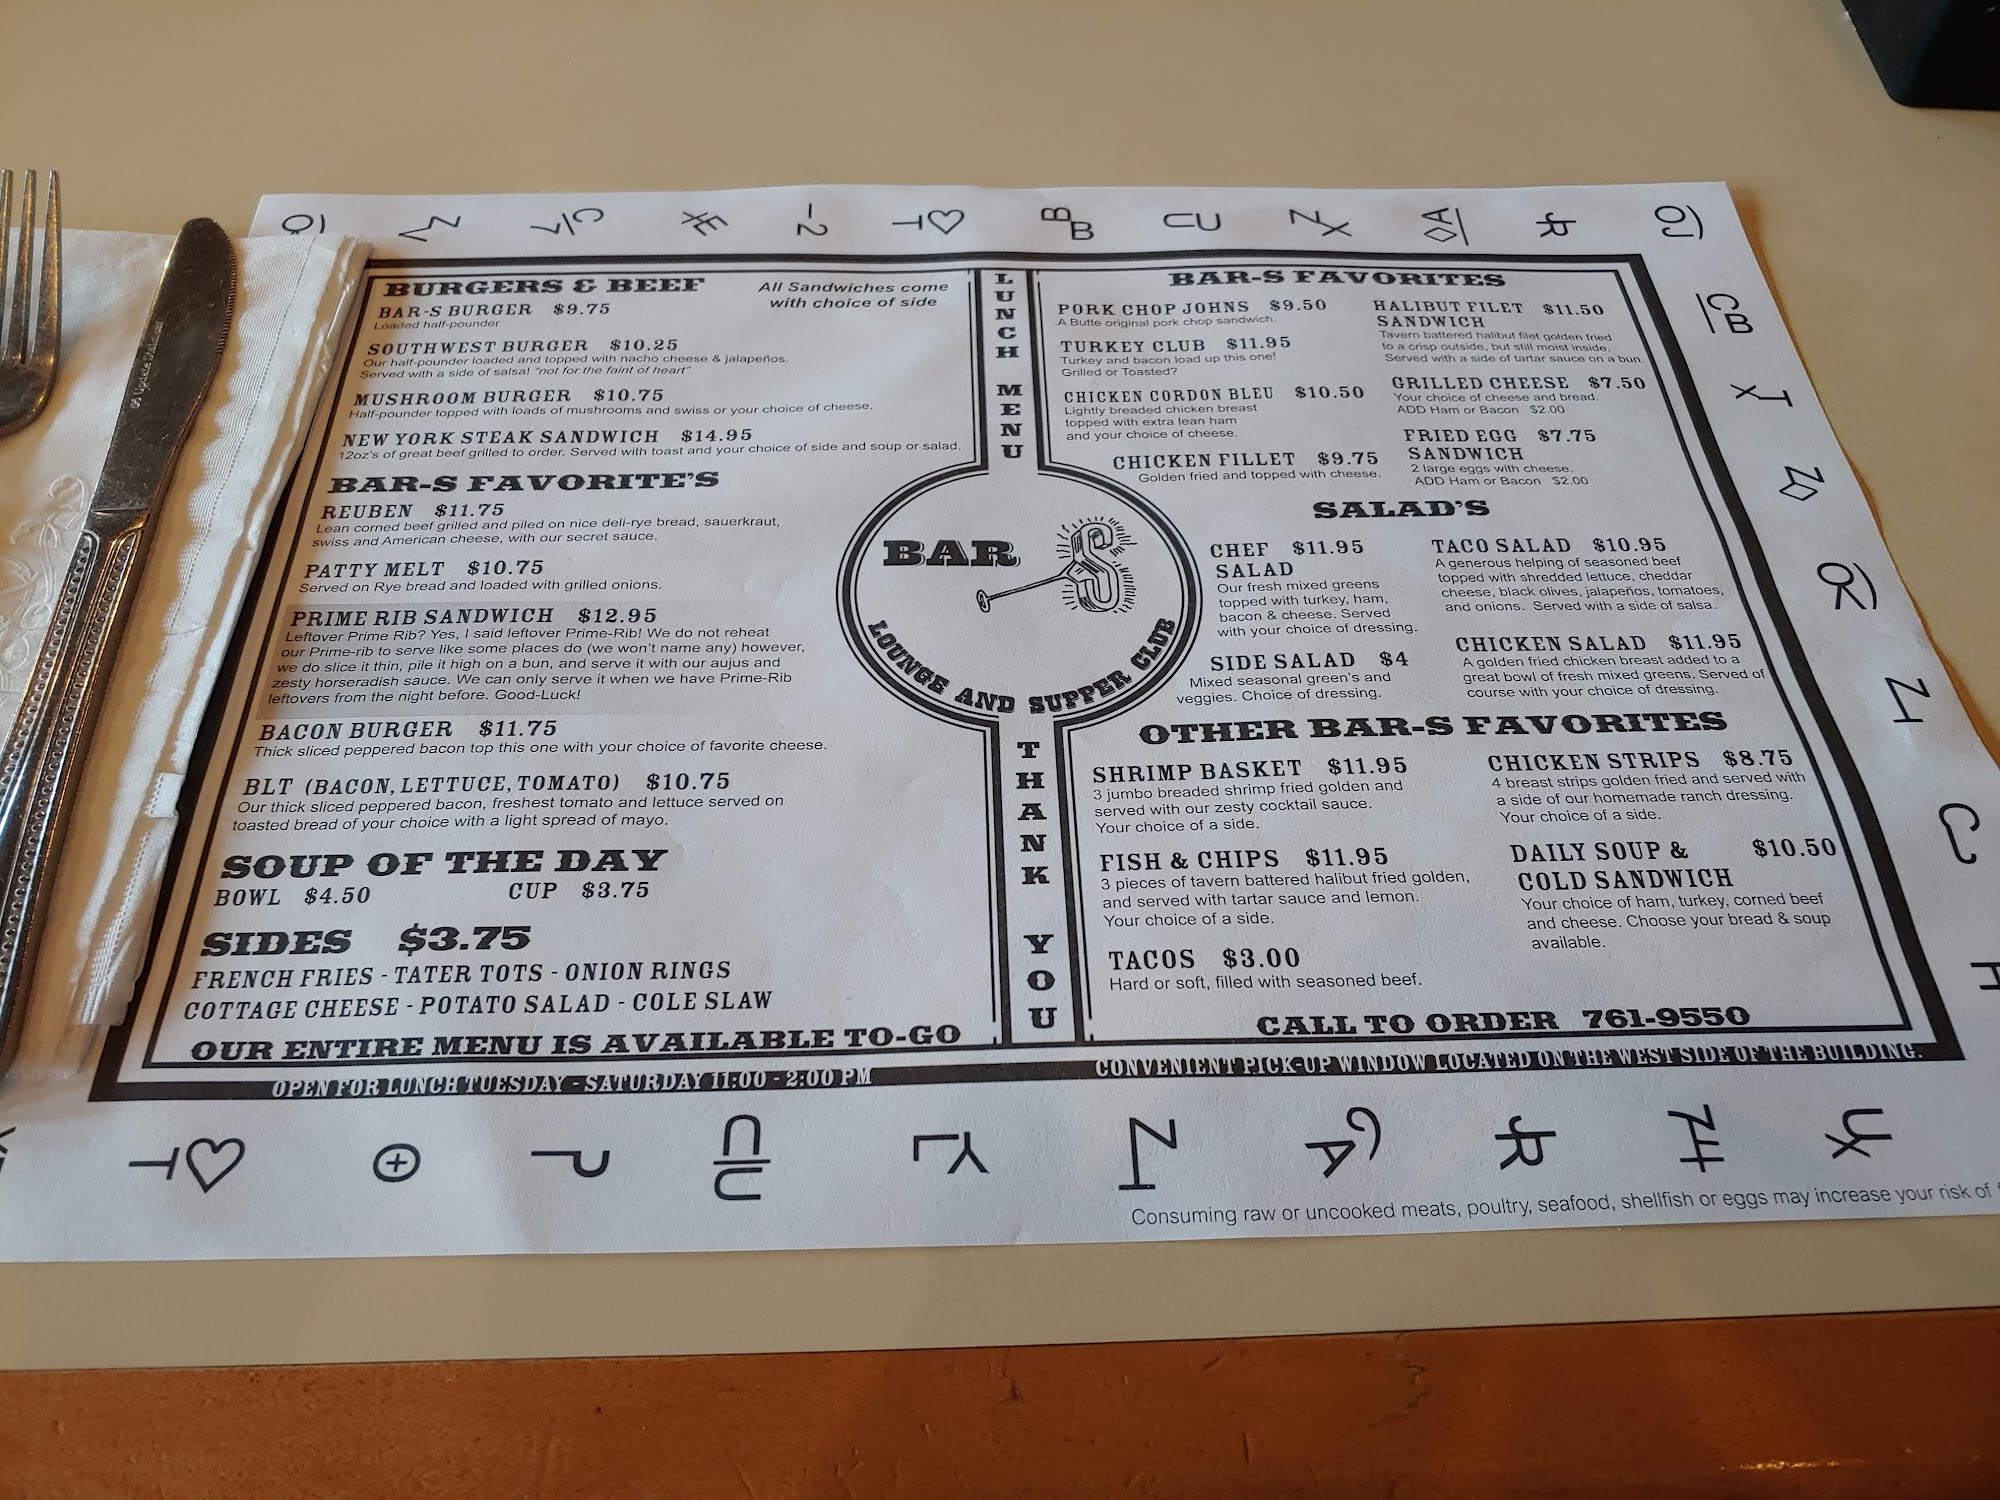 BURGERS & BEEF
All Sandwiches come
with choice of side
BAR-S BURGER $9.75
Loaded half-pounder
SOUTHWEST BURGER $10.25
Our half-pounder loaded and topped with nacho cheese & jalapeños.
Served with a side of salsa! "not for the faint of heart"
MUSHROOM BURGER $10.75
Half-pounder topped with loads of mushrooms and swiss or your choice of cheese.
NEW YORK STEAK SANDWICH $14.95
12oz's of great beef grilled to order. Served with toast and your choice of side and soup or salad.
BAR-S FAVORITE'S
REUBEN $11.75
Lean corned beef grilled and piled on nice deli-rye bread, sauerkraut,
swiss and American cheese, with our secret sauce.
PATTY MELT $10.75
Served on Rye bread and loaded with grilled onions.
PRIME RIB SANDWICH $12.95
Leftover Prime Rib? Yes, I said leftover Prime-Rib! We do not reheat
our Prime-rib to serve like some places do (we won't name any) however,
we do slice it thin, pile it high on a bun, and serve it with our aujus and
zesty horseradish sauce. We can only serve it when we have Prime-Rib
leftovers from the night before. Good-Luck!
BACON BURGER $11.75
Thick sliced peppered bacon top this one with your choice of favorite cheese.
BLT (BACON, LETTUCE, TOMATO) $10.75
Our thick sliced peppered bacon, freshest tomato and lettuce served on
toasted bread of your choice with a light spread of mayo.
SOUP OF THE DAY
BOWL $4.50 CUP $3.75
SIDES $3.75
FRENCH FRIES - TATER TOTS - ONION RINGS
COTTAGE CHEESE - POTATO SALAD - COLE SLAW
OUR ENTIRE MENU IS AVAILABLE TO-GO
OPEN FOR LUNCH TUESDAY - SATURDAY 11:00 - 2:00 PM
LUNCH MENU
BAR S
LOUNGE AND SUPPER CLUB
THANK YOU
BAR-S FAVORITES
PORK CHOP JOHNS $9.50
A Butte original pork chop sandwich.
TURKEY CLUB $11.95
Turkey and bacon load up this one!
Grilled or Toasted?
CHICKEN CORDON BLEU $10.50
Lightly breaded chicken breast
topped with extra lean ham
and your choice of cheese.
CHICKEN FILLET $9.75
Golden fried and topped with cheese.
HALIBUT FILET $11.50
SANDWICH
Tavern battered halibut filet golden fried
to a crisp outside, but still moist inside.
Served with a side of tartar sauce on a bun.
GRILLED CHEESE $7.50
Your choice of cheese and bread.
ADD Ham or Bacon $2.00
FRIED EGG $7.75
SANDWICH
2 large eggs with cheese.
ADD Ham or Bacon $2.00
SALAD'S
CHEF $11.95
SALAD
Our fresh mixed greens
topped with turkey, ham,
bacon & cheese. Served
with your choice of dressing.
SIDE SALAD $4
Mixed seasonal green's and
veggies. Choice of dressing.
TACO SALAD $10.95
A generous helping of seasoned beef
topped with shredded lettuce, cheddar
cheese, black olives, jalapeños, tomatoes,
and onions. Served with a side of salsa.
CHICKEN SALAD $11.95
A golden fried chicken breast added to a
great bowl of fresh mixed greens. Served of
course with your choice of dressing.
OTHER BAR-S FAVORITES
SHRIMP BASKET $11.95
3 jumbo breaded shrimp fried golden and
served with our zesty cocktail sauce.
Your choice of a side.
FISH & CHIPS $11.95
3 pieces of tavern battered halibut fried golden,
and served with tartar sauce and lemon.
Your choice of a side.
TACOS $3.00
Hard or soft, filled with seasoned beef.
CHICKEN STRIPS $8.75
4 breast strips golden fried and served with
a side of our homemade ranch dressing.
Your choice of a side.
DAILY SOUP & $10.50
COLD SANDWICH
Your choice of ham, turkey, corned beef
and cheese. Choose your bread & soup
available.
CALL TO ORDER 761-9550
CONVENIENT PICK-UP WINDOW LOCATED ON THE WEST SIDE OF THE BUILDING.
Consuming raw or uncooked meats, poultry, seafood, shellfish or eggs may increase your risk of